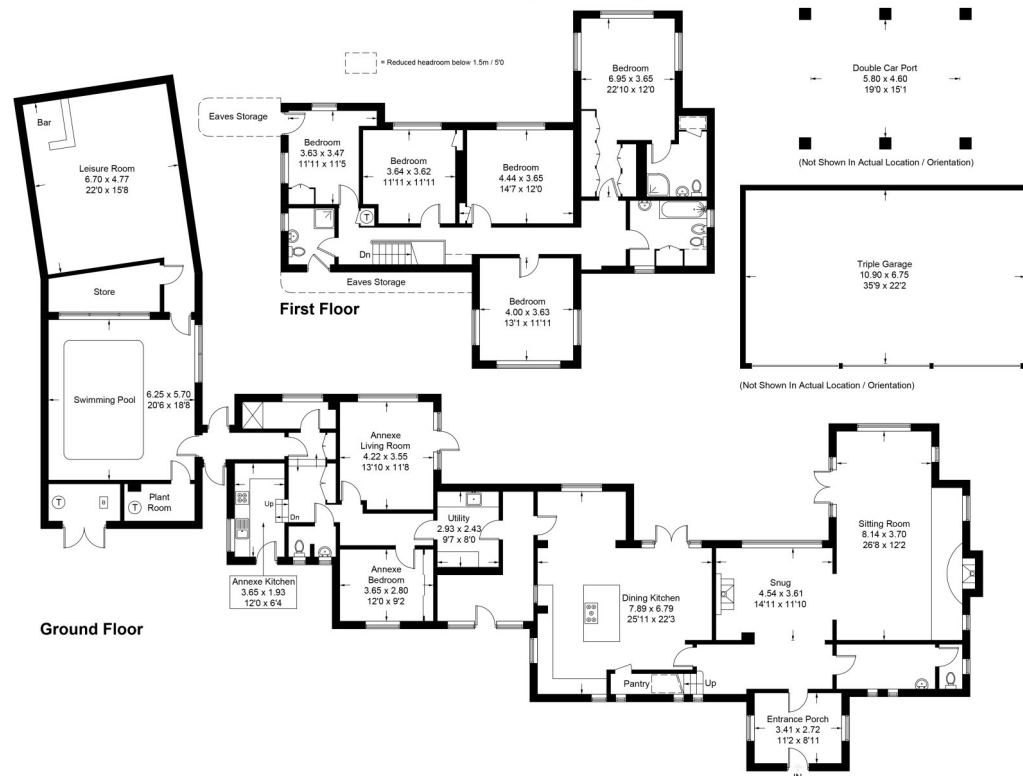 = Reduced headroom below 1.5m / 5'0
Eaves Storage
Bedroom
3.63 x 3.47
11'11 x 11'5
Bedroom
3.64 x 3.62
11'11 x 11'11
Bedroom
4.44 x 3.65
14'7 x 12'0
Bedroom
6.95 x 3.65
22'10 x 12'0
T
Dn
Eaves Storage
First Floor
Bedroom
4.00 x 3.63
13'1 x 11'11
Double Car Port
5.80 x 4.60
19'0 x 15'1
(Not Shown In Actual Location / Orientation)
Triple Garage
10.90 x 6.75
35'9 x 22'2
(Not Shown In Actual Location / Orientation)
Bar
Leisure Room
6.70 x 4.77
22'0 x 15'8
Store
Swimming Pool
6.25 x 5.70
20'6 x 18'8
T
B
T
Plant
Room
Annexe
Living Room
4.22 x 3.55
13'10 x 11'8
Up
Dn
Utility
2.93 x 2.43
9'7 x 8'0
Annexe Kitchen
3.65 x 1.93
12'0 x 6'4
Annexe
Bedroom
3.65 x 2.80
12'0 x 9'2
Dining Kitchen
7.89 x 6.79
25'11 x 22'3
Pantry
Up
Snug
4.54 x 3.61
14'11 x 11'10
Sitting Room
8.14 x 3.70
26'8 x 12'2
Entrance Porch
3.41 x 2.72
11'2 x 8'11
IN
Ground Floor